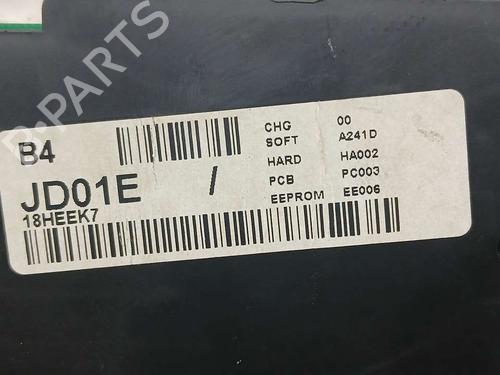 B-PARTS
B4
JD01E /
18HEEK7
CHG 00
SOFT A241D
HARD HA002
PCB PC003
EEPROM EE006